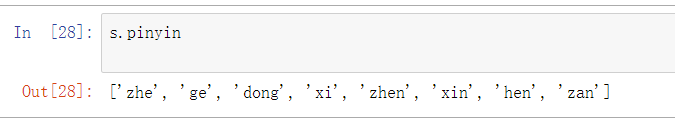 In [28]: s.pinyin
Out[28]: ['zhe', 'ge', 'dong', 'xi', 'zhen', 'xin', 'hen', 'zan']